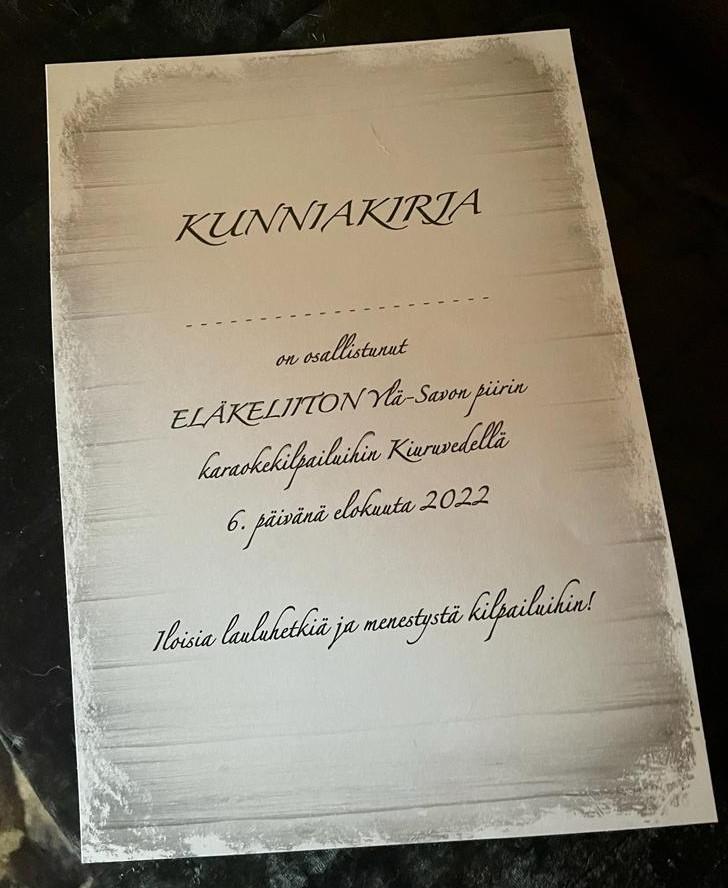 KUNNIAKIRJA
---------------------
on osallistunut
ELÄKELIITON Ylä-Savon piirin
karaokekilpailuihin Kiuruvedellä
6. päivänä elokuuta 2022
Iloisia lauluhetkiä ja menestystä kilpailuihin!